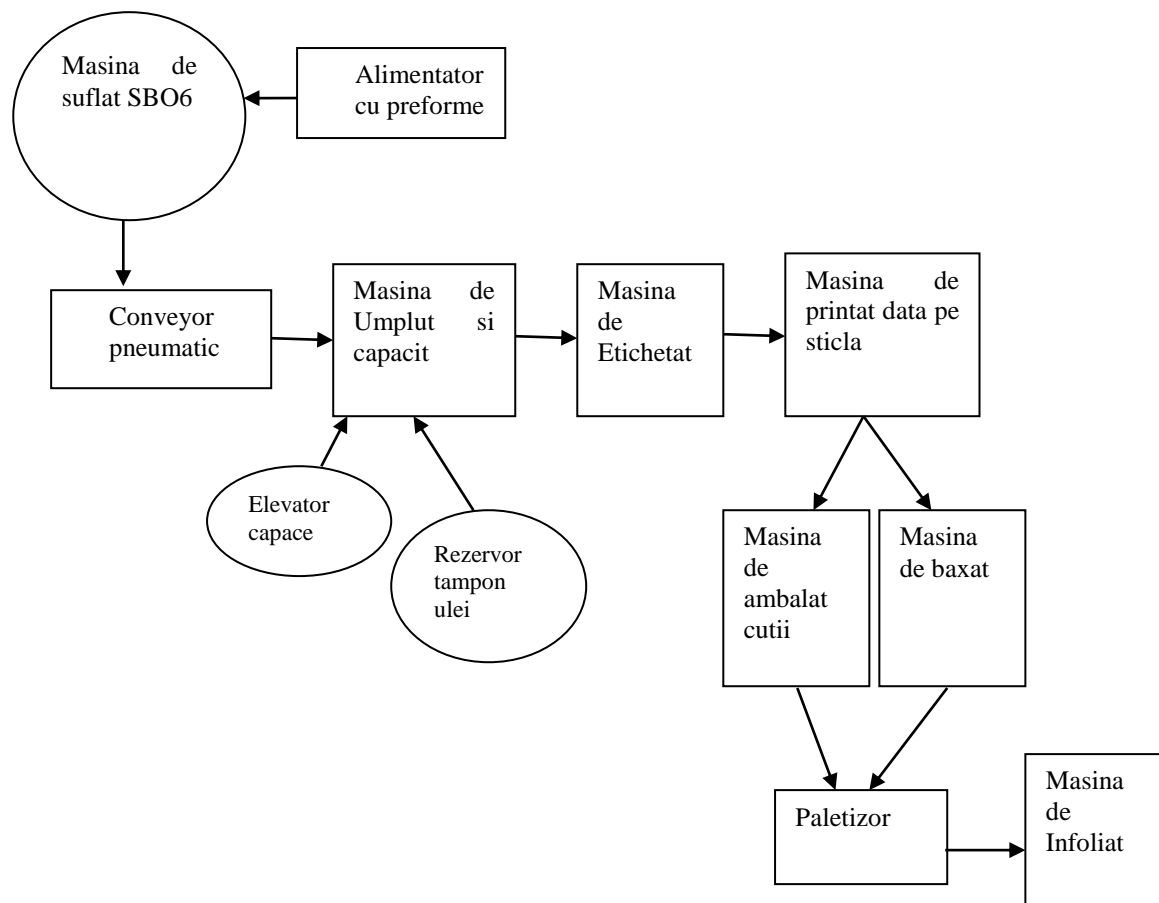 Masina de
suflat SBO6
Alimentator
cu preforme
Conveyor
pneumatic
Masina de
Umplut si
capacit
Masina
de
Etichetat
Masina de
printat data pe
sticla
Elevator
capace
Rezervor
tampon
ulei
Masina
de
ambalat
cutii
Masina
de baxat
Paletizor
Masina
de
Infoliat